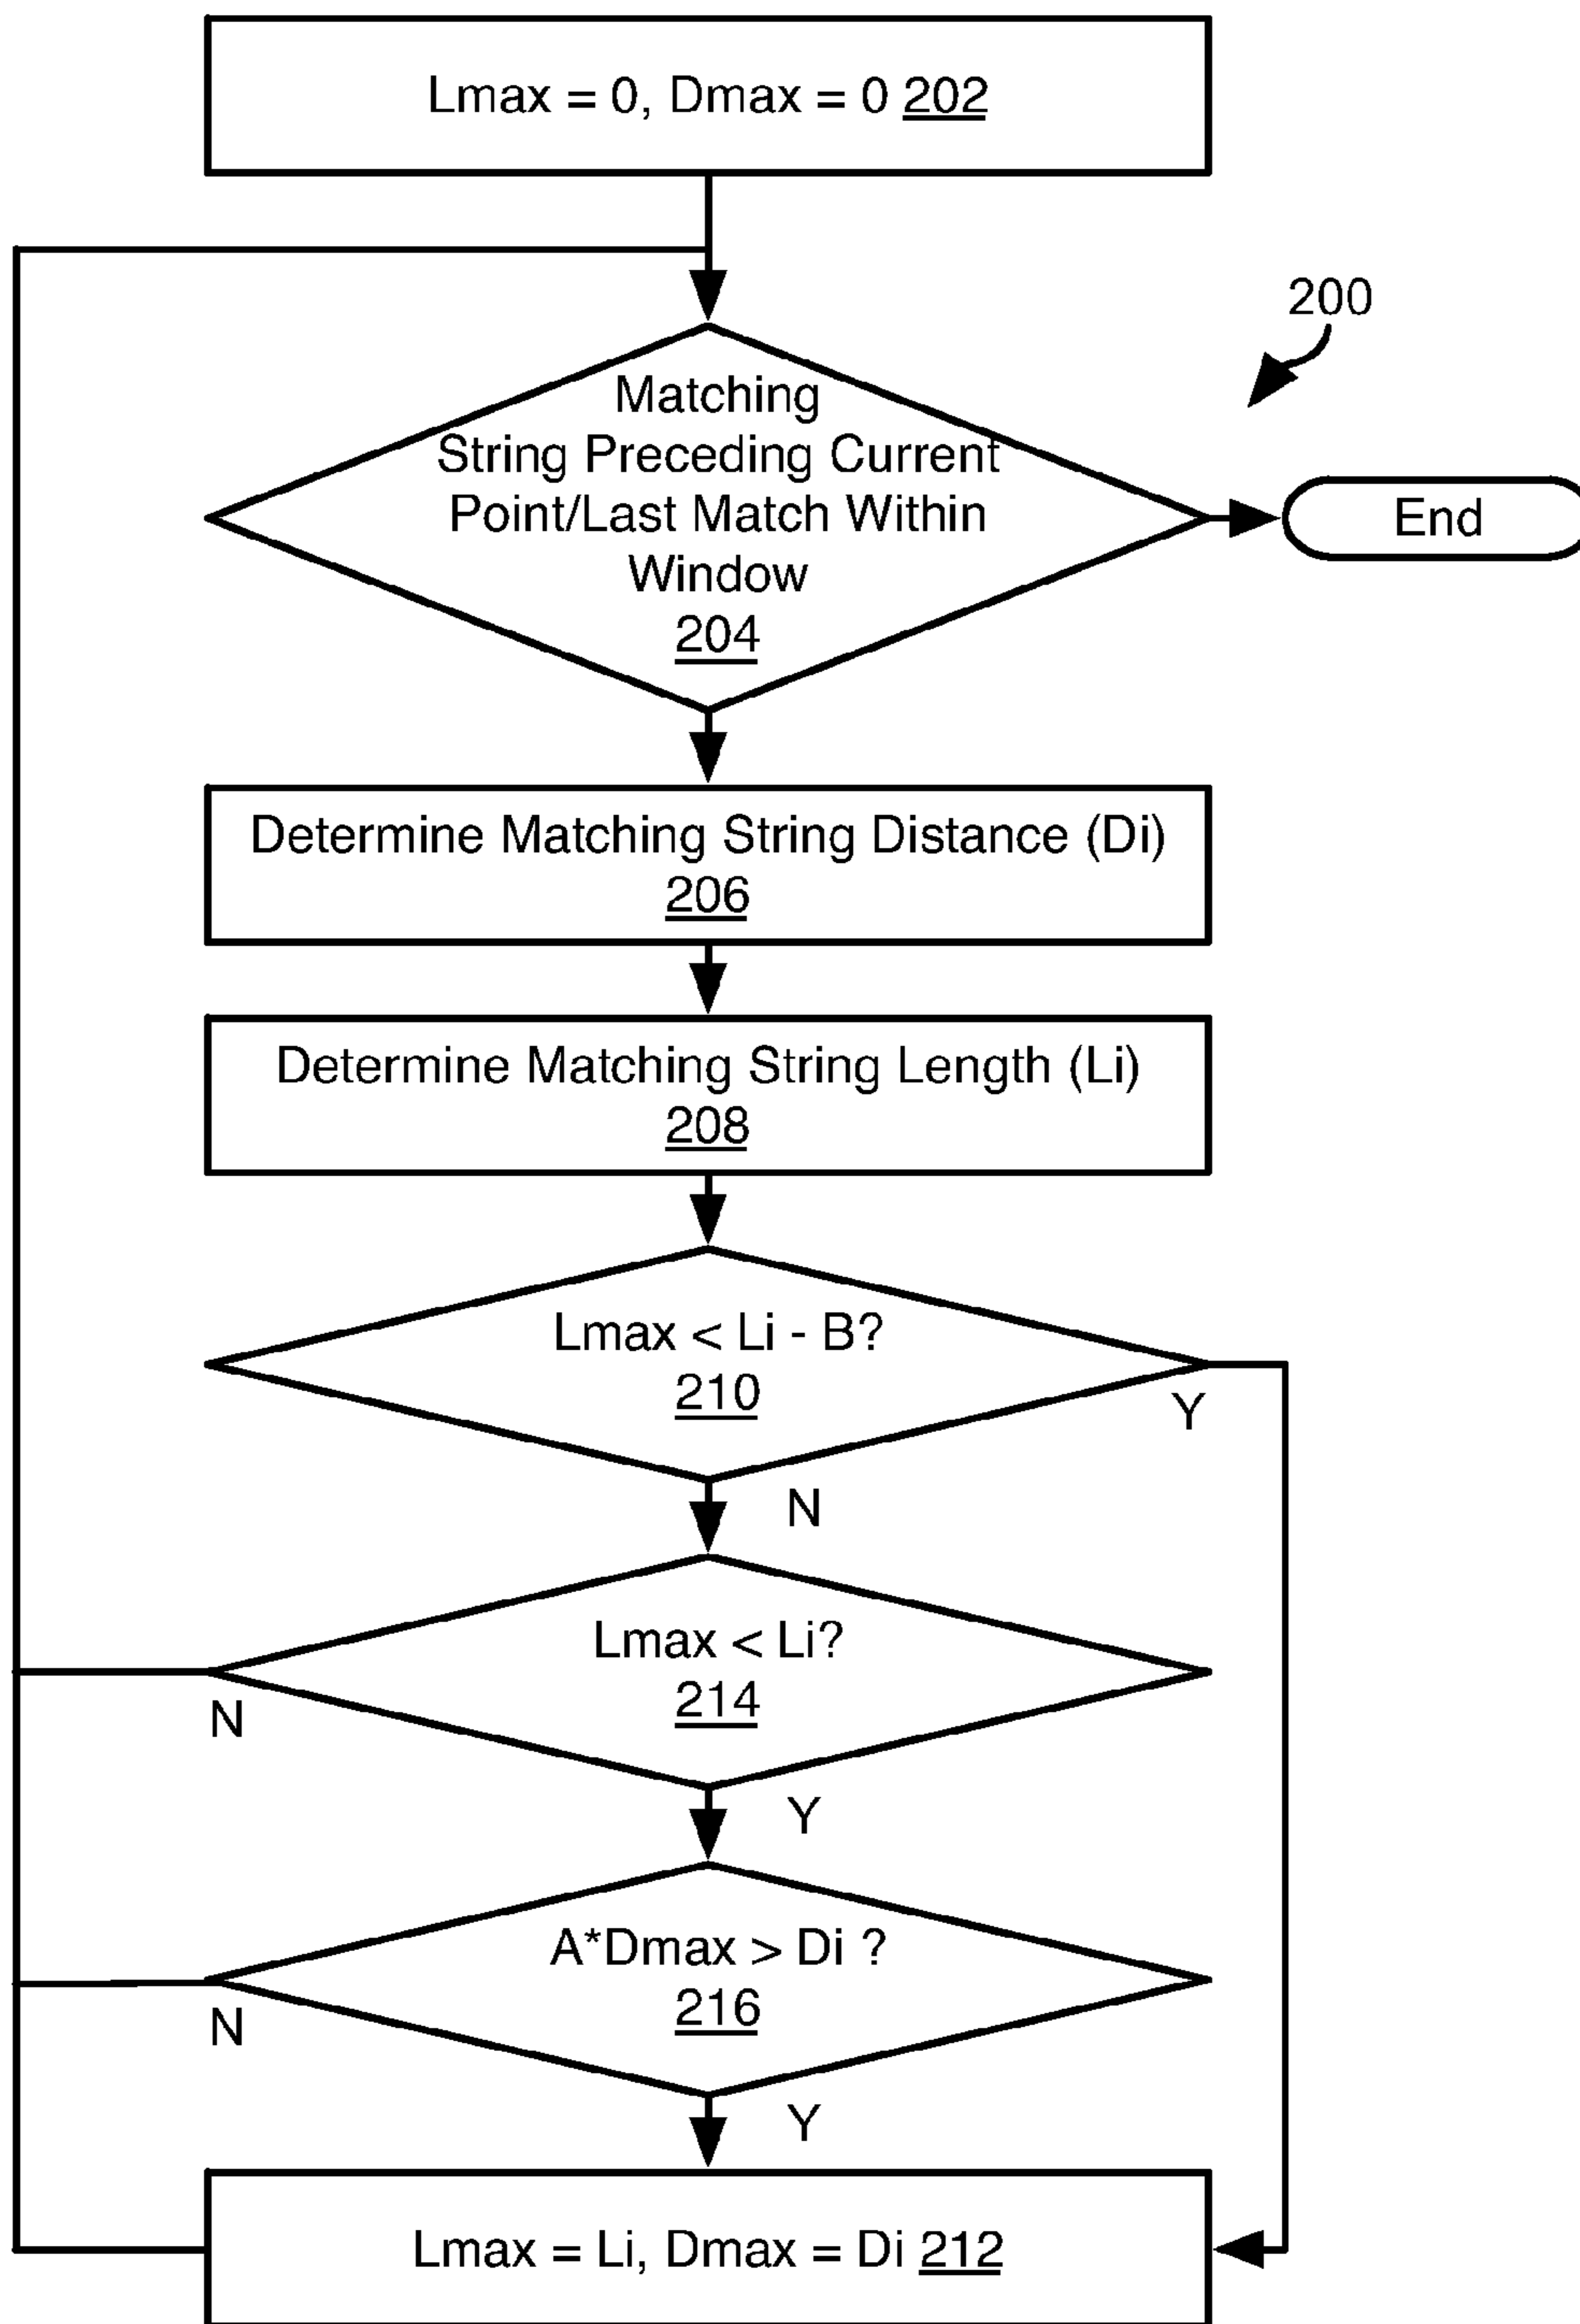 Lmax = 0, Dmax = 0 202
200
Matching
String Preceding Current
Point/Last Match Within
Window
204
End
Determine Matching String Distance (Di)
206
Determine Matching String Length (Li)
208
Lmax < Li - B?
210
Y
N
Lmax < Li?
214
N
Y
A*Dmax > Di ?
216
N
Y
Lmax = Li, Dmax = Di 212